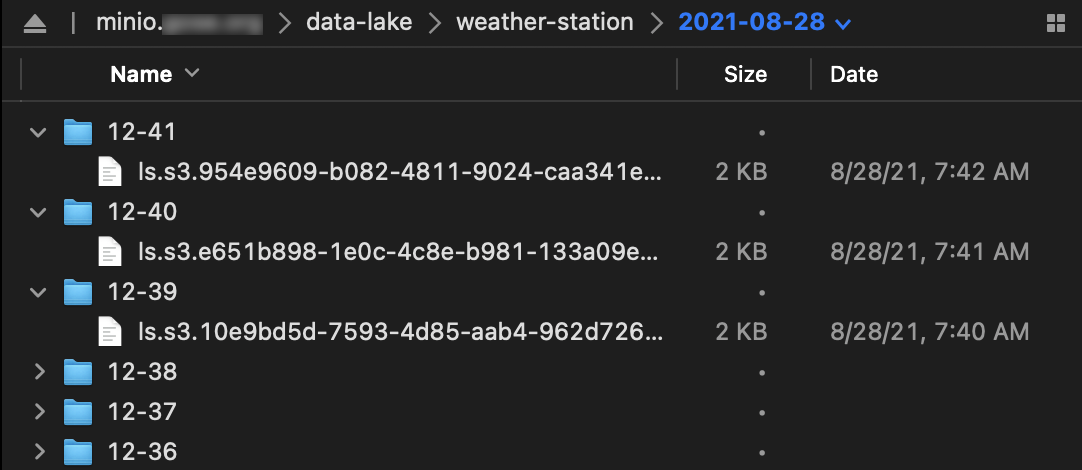 minio. data-lake weather-station 2021-08-28
Name Size Date
12-41
ls.s3.954e9609-b082-4811-9024-caa341e... 2 KB 8/28/21, 7:42 AM
12-40
ls.s3.e651b898-1e0c-4c8e-b981-133a09e... 2 KB 8/28/21, 7:41 AM
12-39
ls.s3.10e9bd5d-7593-4d85-aab4-962d726... 2 KB 8/28/21, 7:40 AM
12-38
12-37
12-36